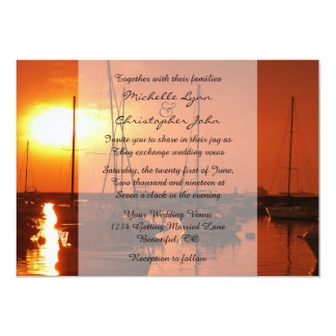 Together with their families
Michelle Lynn
&
Christopher John
Invite you to share in their joy as
They exchange wedding vows
Saturday, the twenty first of June,
Two thousand and nineteen at
Seven o'clock in the evening
Your Wedding Venue
1234 Getting Married Lane
Beautiful, CA
Reception to follow